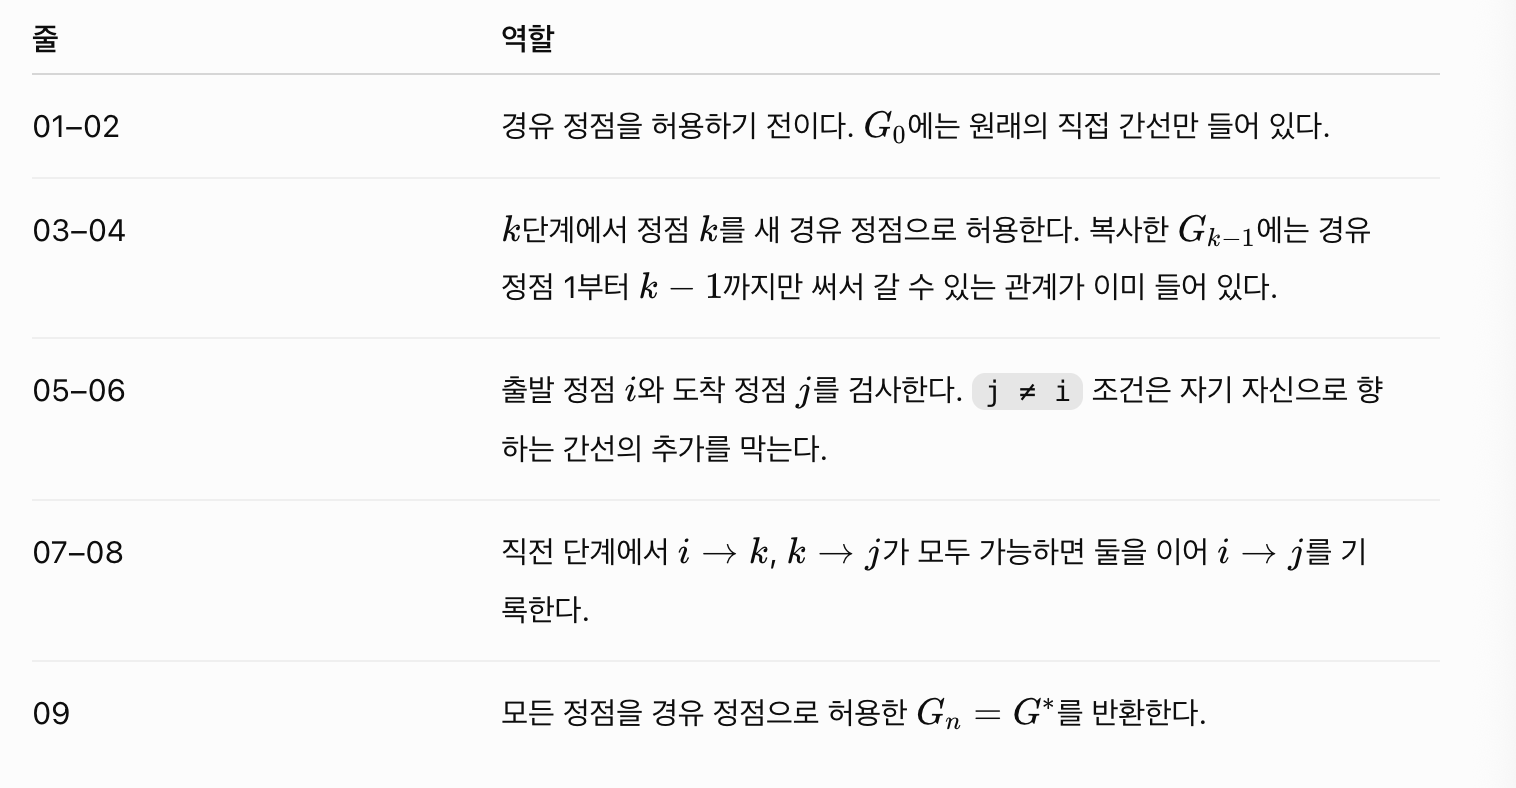 줄 역할
01–02 경유 정점을 허용하기 전이다. G₀에는 원래의 직접 간선만 들어 있다.
03–04 k단계에서 정점 k를 새 경유 정점으로 허용한다. 복사한 Gₖ₋₁에는 경유
정점 1부터 k − 1까지만 써서 갈 수 있는 관계가 이미 들어 있다.
05–06 출발 정점 i와 도착 정점 j를 검사한다. j ≠ i 조건은 자기 자신으로 향
하는 간선의 추가를 막는다.
07–08 직전 단계에서 i → k, k → j가 모두 가능하면 둘을 이어 i → j를 기
록한다.
09 모든 정점을 경유 정점으로 허용한 Gₙ = G*를 반환한다.